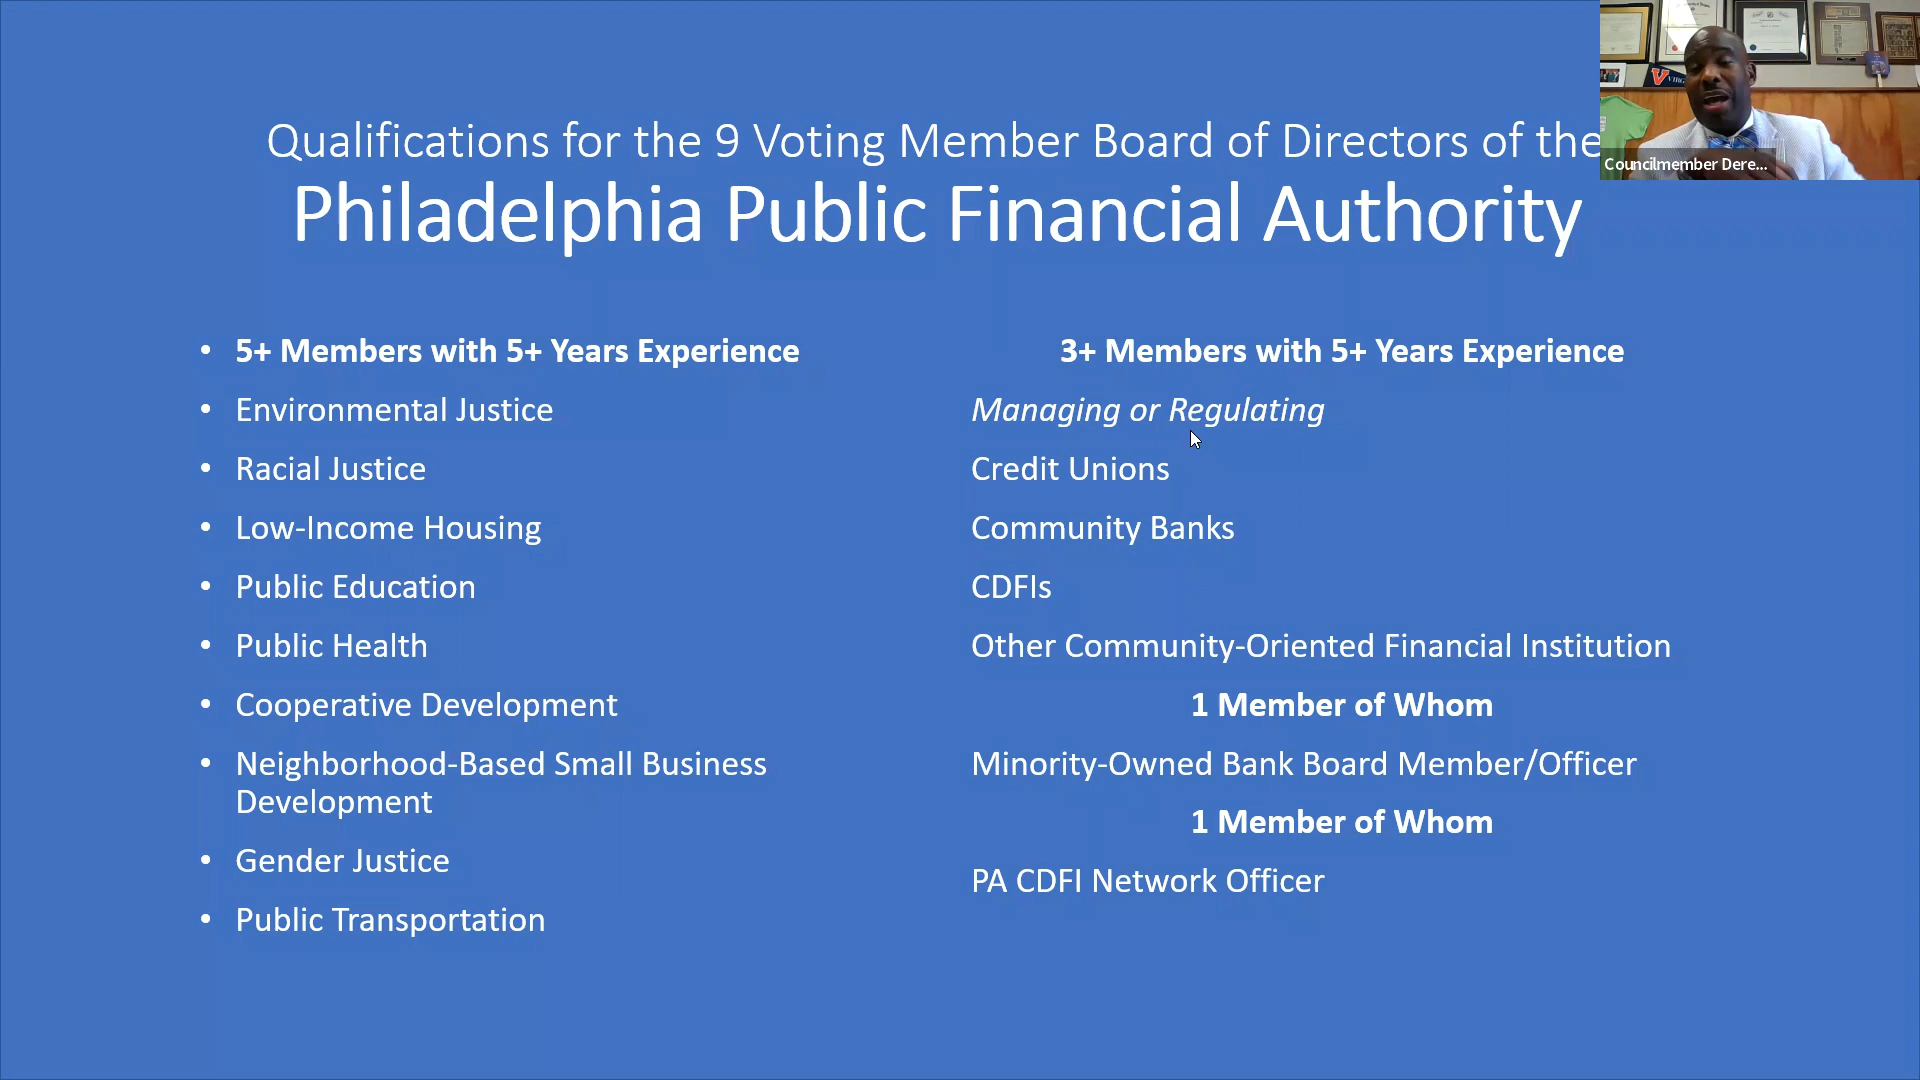 Qualifications for the 9 Voting Member Board of Directors of the
Philadelphia Public Financial Authority
• 5+ Members with 5+ Years Experience
• Environmental Justice
• Racial Justice
• Low-Income Housing
• Public Education
• Public Health
• Cooperative Development
• Neighborhood-Based Small Business
Development
• Gender Justice
• Public Transportation
3+ Members with 5+ Years Experience
Managing or Regulating
Credit Unions
Community Banks
CDFIs
Other Community-Oriented Financial Institution
1 Member of Whom
Minority-Owned Bank Board Member/Officer
1 Member of Whom
PA CDFI Network Officer
Councilmember Dere...